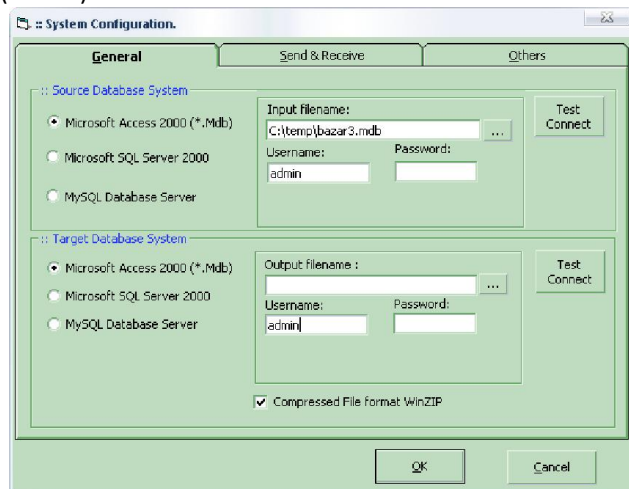 :: System Configuration.
General
Send & Receive
Others
:: Source Database System
Microsoft Access 2000 (*.Mdb)
Microsoft SQL Server 2000
MySQL Database Server
Input filename:
C:\temp\bazar3.mdb
...
Username:
Password:
admin
Test
Connect
:: Target Database System
Microsoft Access 2000 (*.Mdb)
Microsoft SQL Server 2000
MySQL Database Server
Output filename :
...
Username:
Password:
admin
Test
Connect
Compressed File format WinZIP
OK
Cancel